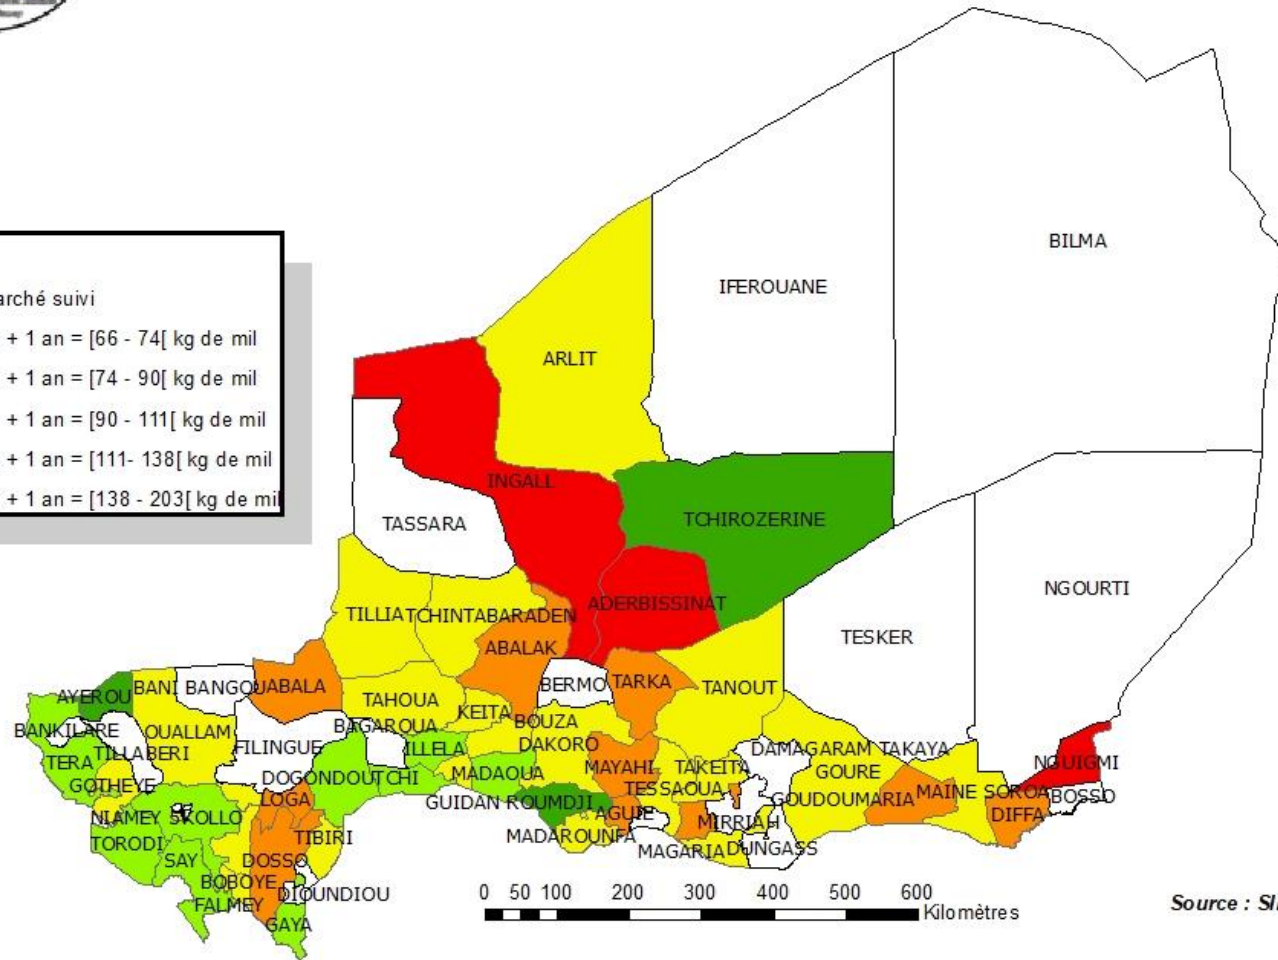 BILMA
IFEROUANE
arché suivi
+ 1 an = [66 - 74[ kg de mil
ARLIT
+ 1 an = [74 - 90[ kg de mil
+ 1 an = [90 - 111[ kg de mil
+ 1 an = [111- 138[ kg de mil
INGALL
+ 1 an = [138 - 203[ kg de mil
TASSARA
TCHIROZERINE
NGOURTI
TILLIA
TCHINTABARADEN
ADERBISSINAT
TESKER
ABALAK
AYEROU
BANI
BANGOU
ABALA
BERMO
TARKA
TANOUT
TAHOUA
KEITA
BANKILARE
OUALLAM
BAGAROUA
BOUZA
TILLABERI
FILINGUE
ILLELA
DAKORO
DAMAGARAM TAKAYA
TERA
GOTHEYE
DOGONDOUTCHI
MADAOUA
MAYAHI
TAKEITA
GOURE
NGUIGMI
LOGA
GUIDAN ROUMDJI
TESSAOUA
GOUDOUMARIA
MAINE SOROA
BOSSO
NIAMEY
KOLLO
AGUIE
MIRRIAH
DIFFA
TORODI
TIBIRI
MADAROUNFA
MAGARIA
DUNGASS
SAY
DOSSO
BOBOYE
DIOUNDIOU
FALMEY
GAYA
0 50 100 200 300 400 500 600
Kilomètres
Source : SI